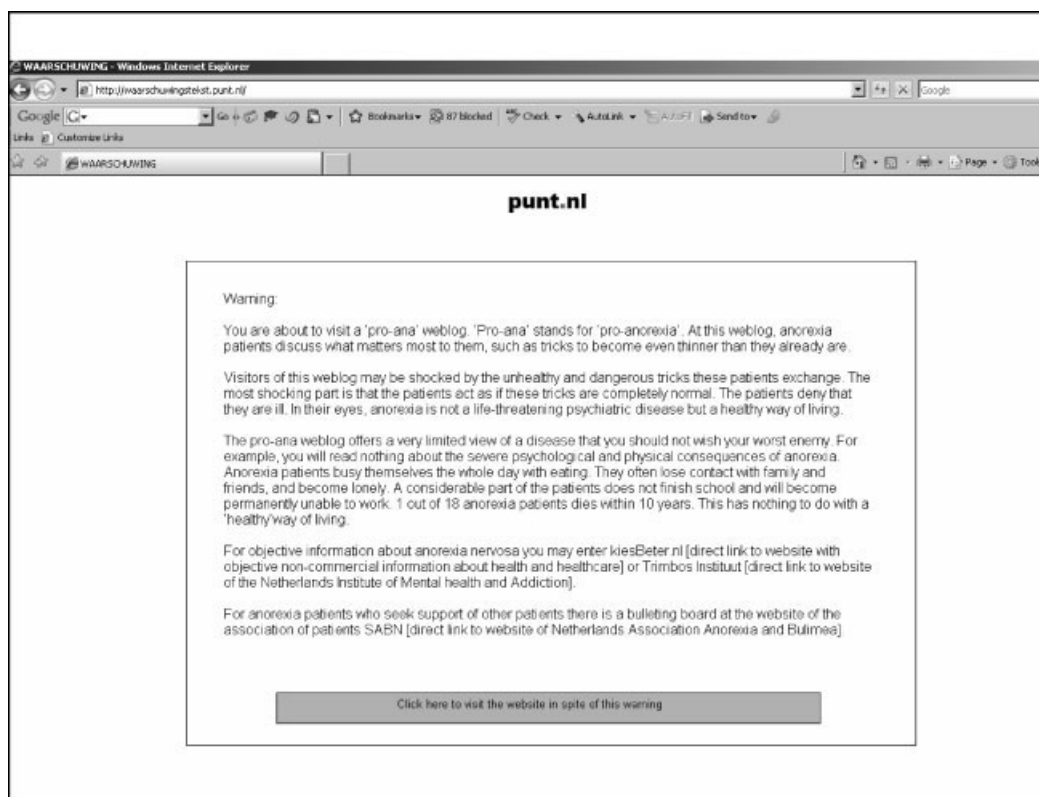 WAARSCHUWING - Windows Internet Explorer
http://waarschuwingstekst.punt.nl/
Google
Google G Go Bookmarks 87 blocked Check AutoLink AutoFill Send to
Links Customize Links
WAARSCHUWING Page Tools
punt.nl
Warning:
You are about to visit a 'pro-ana' weblog. 'Pro-ana' stands for 'pro-anorexia'. At this weblog, anorexia
patients discuss what matters most to them, such as tricks to become even thinner than they already are.
Visitors of this weblog may be shocked by the unhealthy and dangerous tricks these patients exchange. The
most shocking part is that the patients act as if these tricks are completely normal. The patients deny that
they are ill. In their eyes, anorexia is not a life-threatening psychiatric disease but a healthy way of living.
The pro-ana weblog offers a very limited view of a disease that you should not wish your worst enemy. For
example, you will read nothing about the severe psychological and physical consequences of anorexia.
Anorexia patients busy themselves the whole day with eating. They often lose contact with family and
friends, and become lonely. A considerable part of the patients does not finish school and will become
permanently unable to work. 1 out of 18 anorexia patients dies within 10 years. This has nothing to do with a
'healthy'way of living.
For objective information about anorexia nervosa you may enter kiesBeter.nl [direct link to website with
objective non-commercial information about health and healthcare] or Trimbos Instituut [direct link to website
of the Netherlands Institute of Mental health and Addiction].
For anorexia patients who seek support of other patients there is a bulleting board at the website of the
association of patients SABN [direct link to website of Netherlands Association Anorexia and Bulimea]
Click here to visit the website in spite of this warning